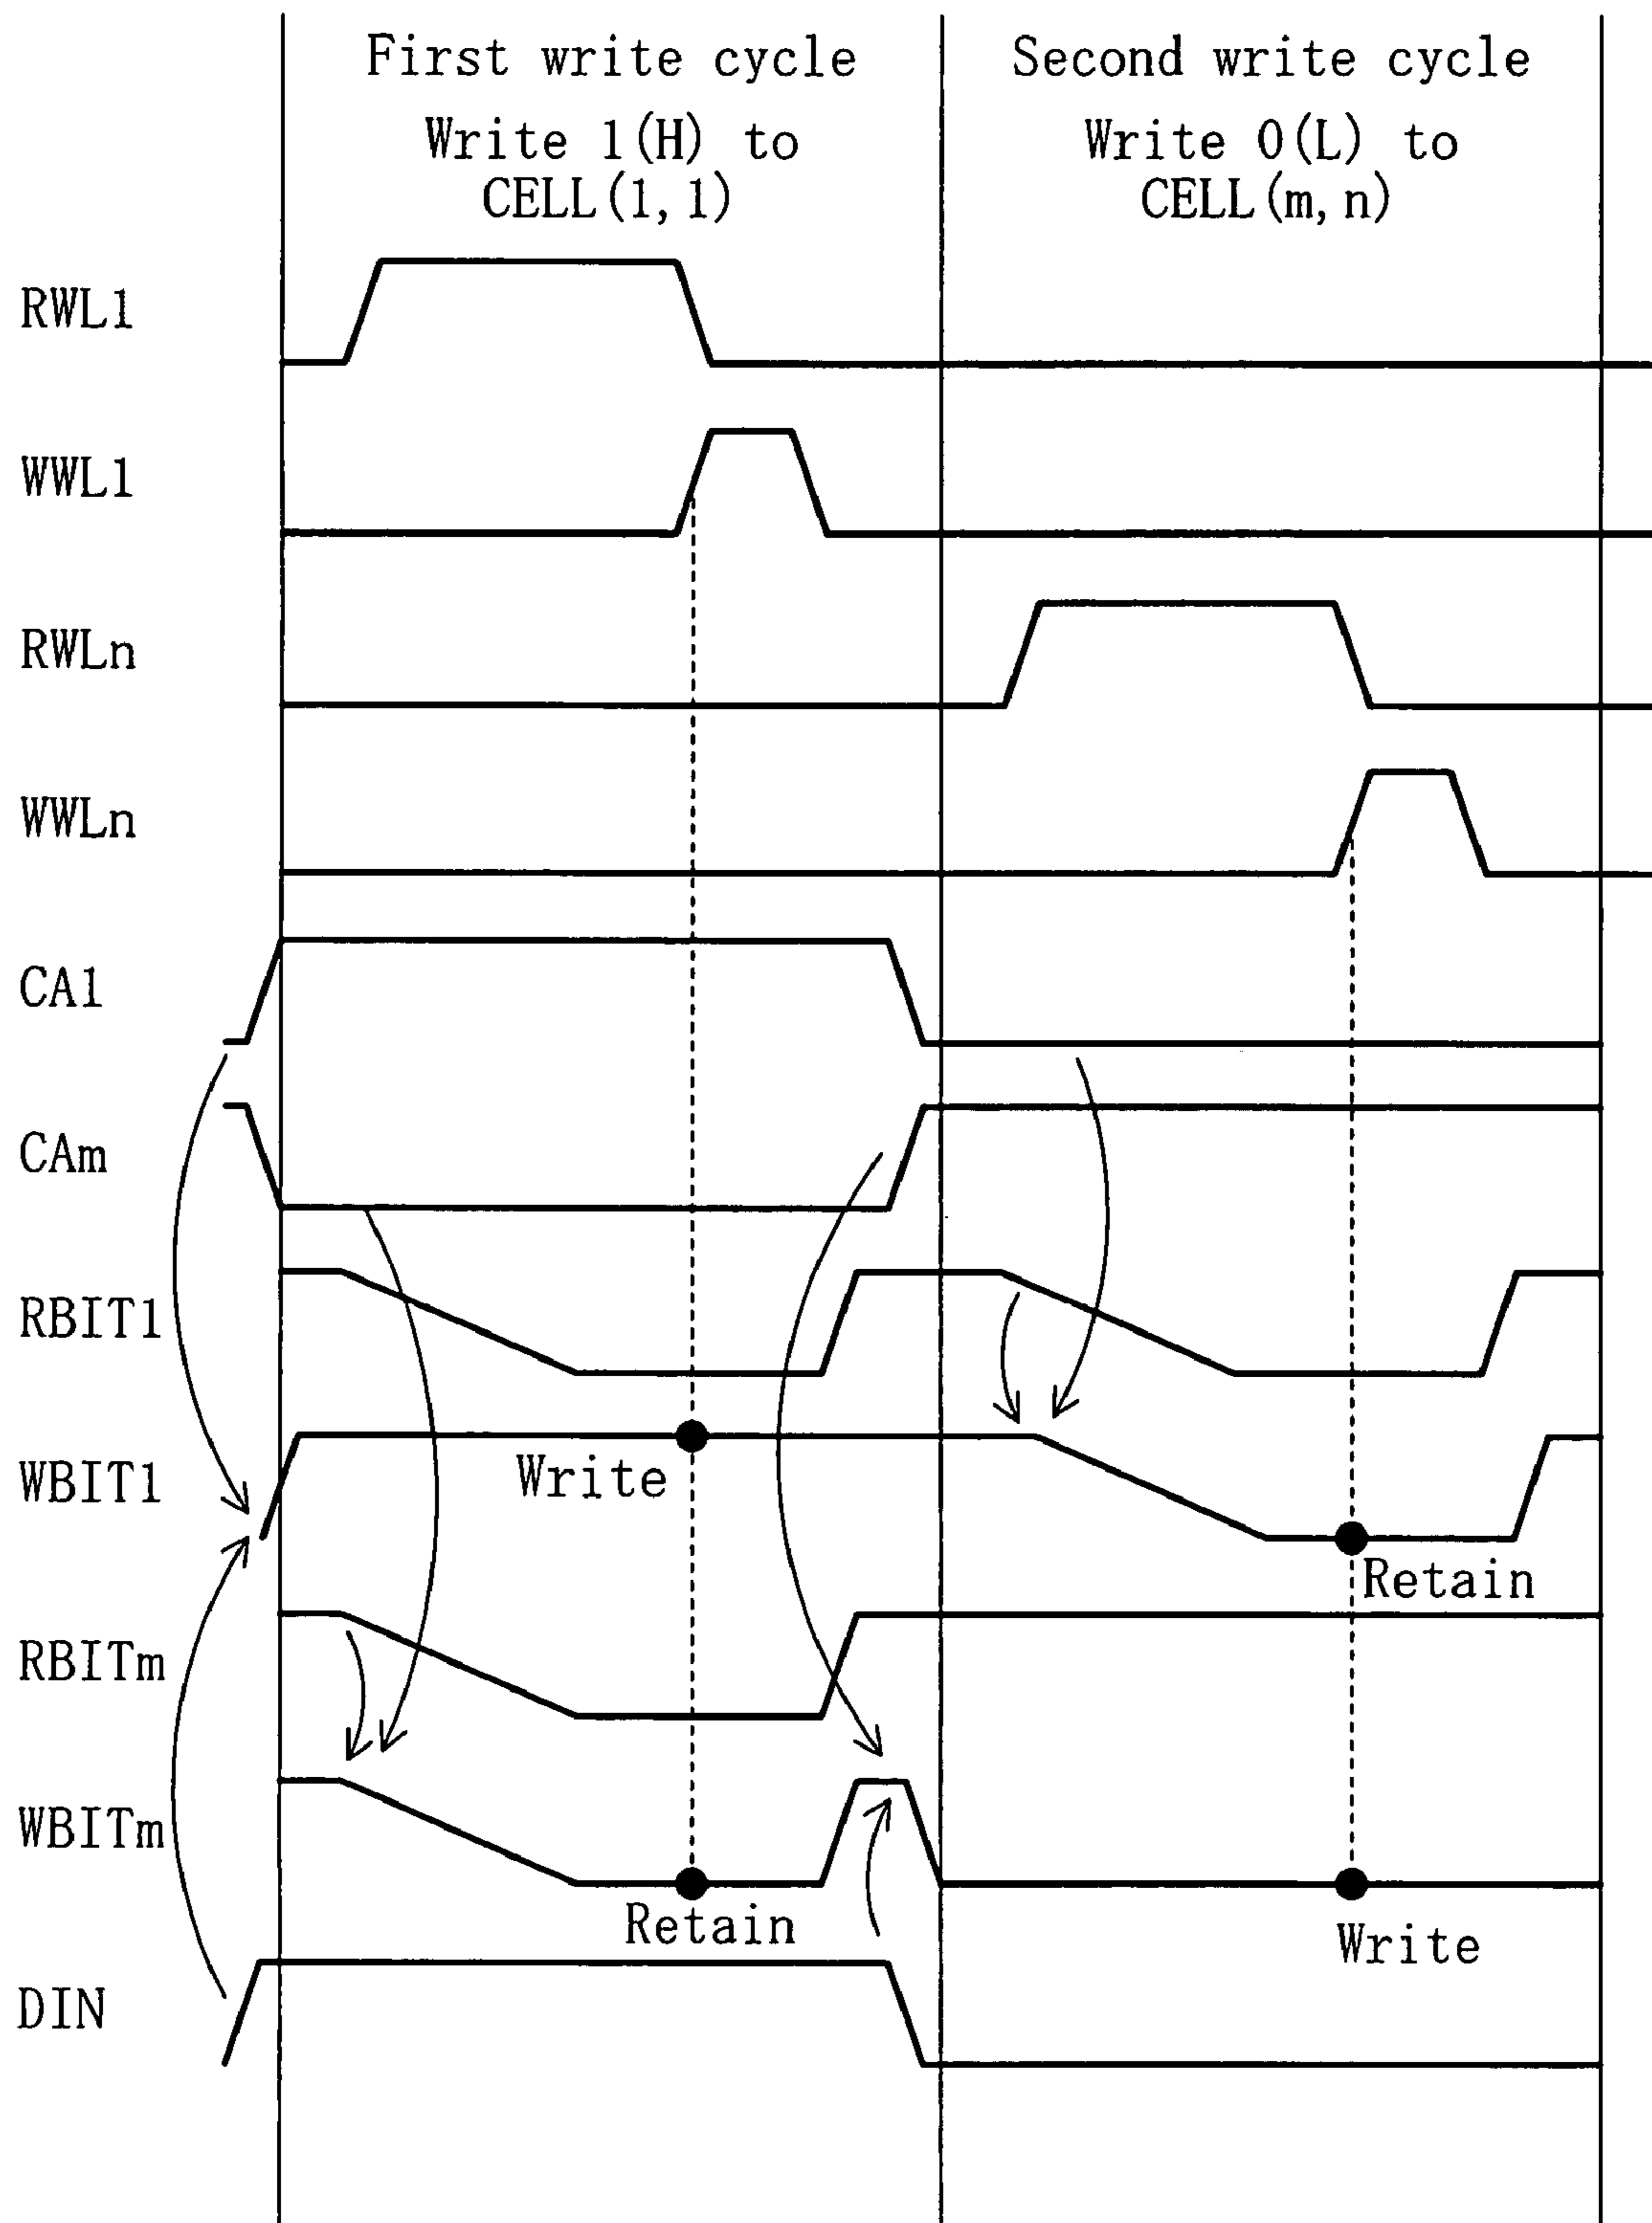 First write cycle
Write 1(H) to
CELL(1,1)
Second write cycle
Write 0(L) to
CELL(m,n)
RWL1
WWL1
RWLn
WWLn
CA1
CAm
RBIT1
WBIT1
Write
Retain
RBITm
WBITm
Retain
Write
DIN